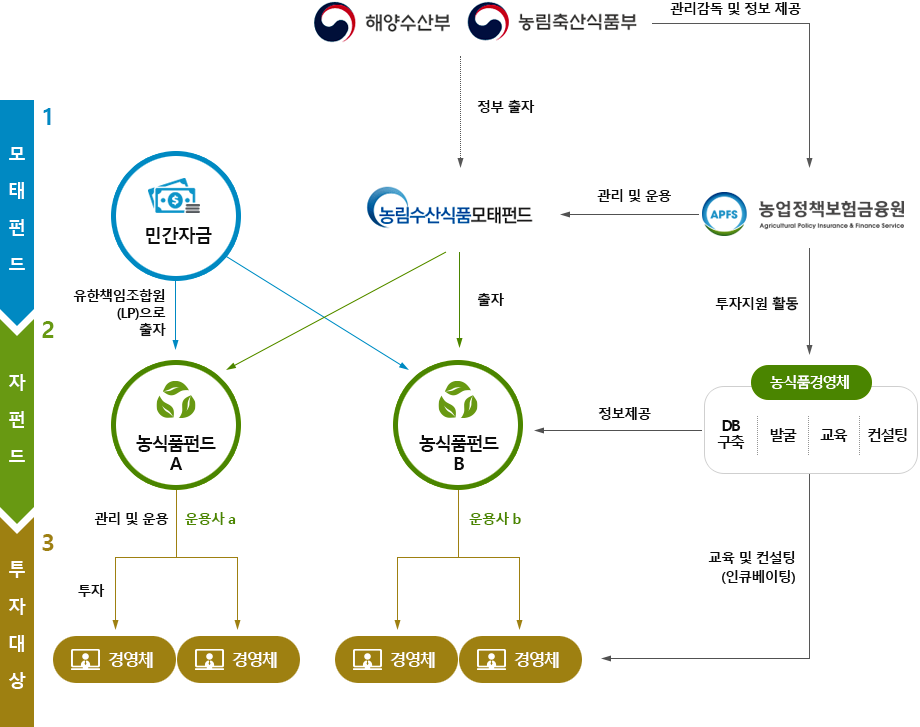 해양수산부
농림축산식품부
관리감독 및 정보 제공
정부 출자
1
모태펀드
민간자금
농림수산식품모태펀드
관리 및 운용
APFS
농업정책보험금융원
Agricultural Policy Insurance & Finance Service
유한책임조합원
(LP)으로
출자
출자
투자지원 활동
2
자펀드
농식품펀드
A
농식품펀드
B
정보제공
농식품경영체
DB
구축
발굴
교육
컨설팅
관리 및 운용
운용사 a
운용사 b
3
투자대상
투자
교육 및 컨설팅
(인큐베이팅)
경영체
경영체
경영체
경영체